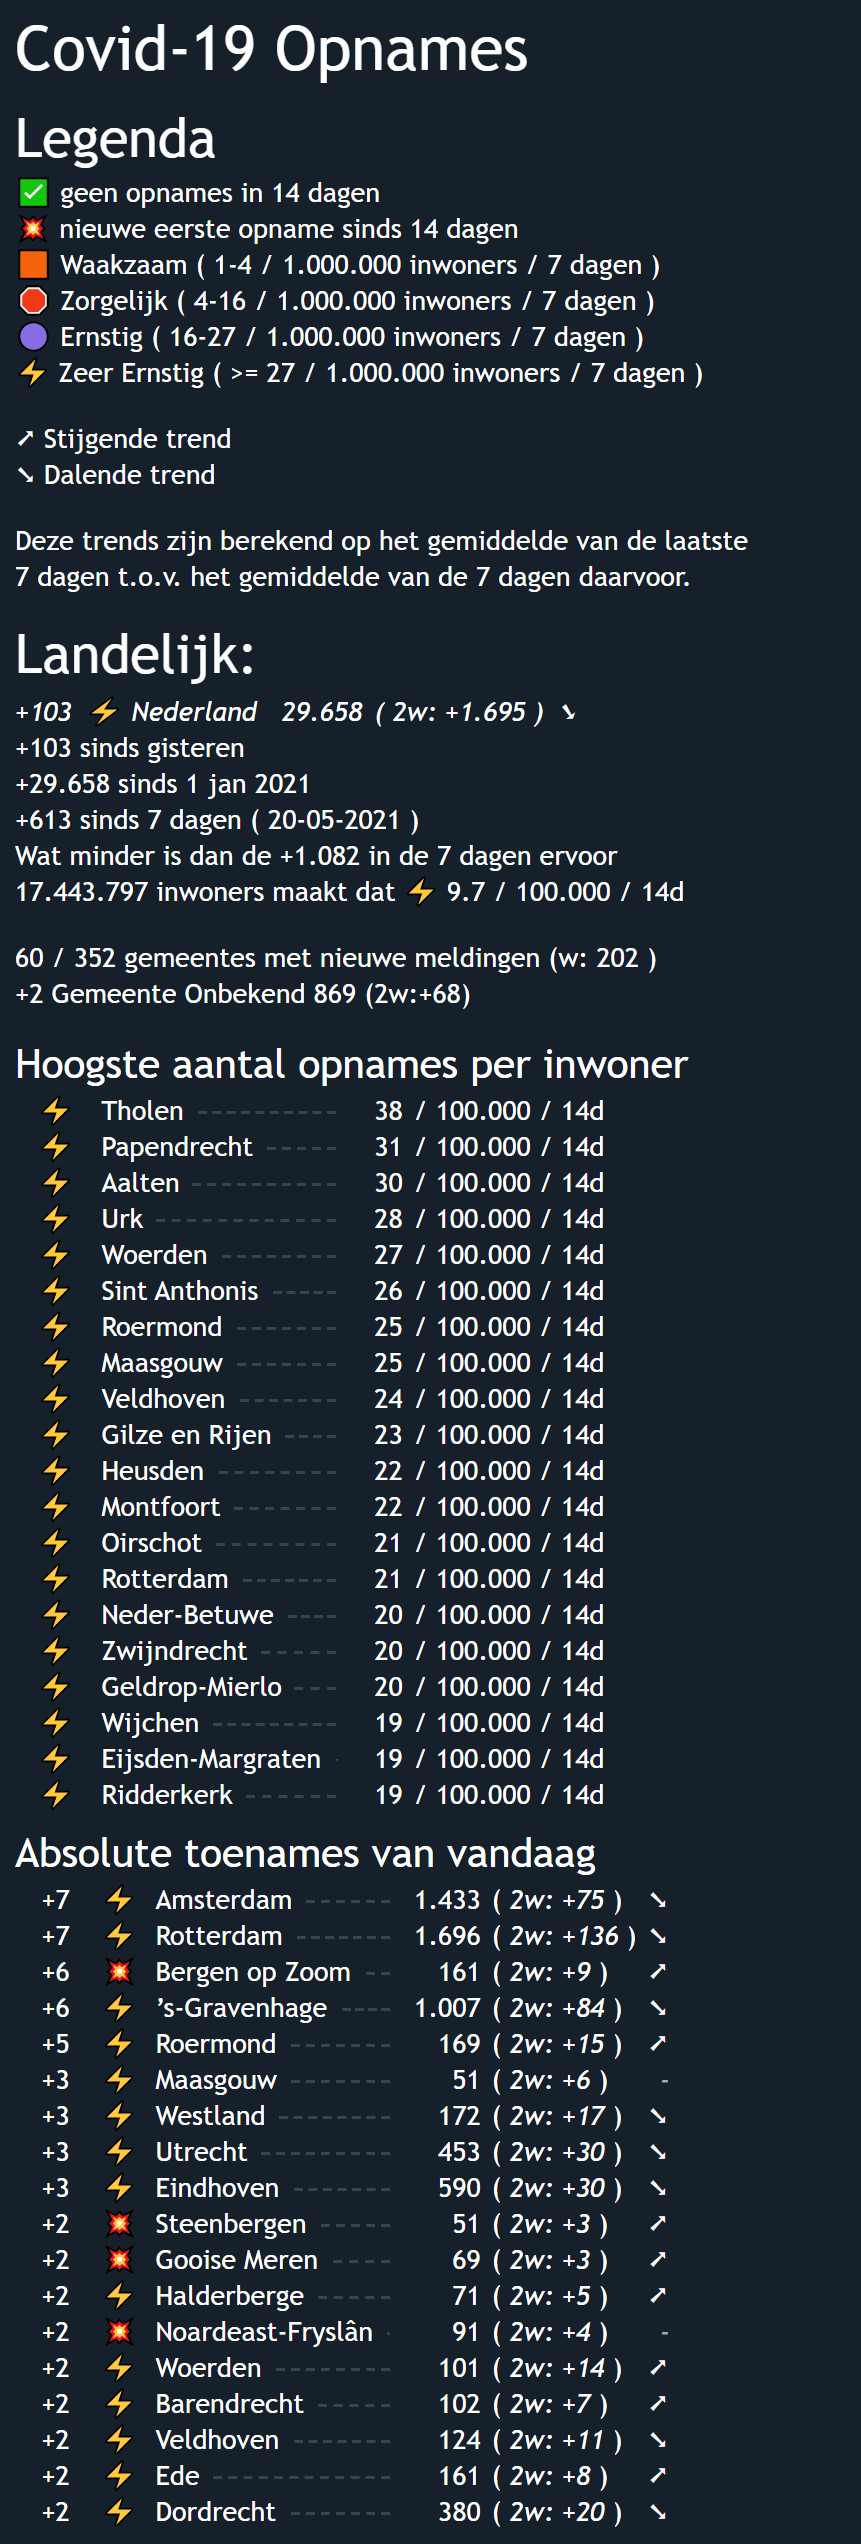 Covid-19 Opnames
Legenda
✅ geen opnames in 14 dagen
💥 nieuwe eerste opname sinds 14 dagen
🟧 Waakzaam ( 1-4 / 1.000.000 inwoners / 7 dagen )
🛑 Zorgelijk ( 4-16 / 1.000.000 inwoners / 7 dagen )
🟣 Ernstig ( 16-27 / 1.000.000 inwoners / 7 dagen )
⚡ Zeer Ernstig ( >= 27 / 1.000.000 inwoners / 7 dagen )
➚ Stijgende trend
➘ Dalende trend
Deze trends zijn berekend op het gemiddelde van de laatste
7 dagen t.o.v. het gemiddelde van de 7 dagen daarvoor.
Landelijk:
+103 ⚡ Nederland 29.658 ( 2w: +1.695 ) ➘
+103 sinds gisteren
+29.658 sinds 1 jan 2021
+613 sinds 7 dagen ( 20-05-2021 )
Wat minder is dan de +1.082 in de 7 dagen ervoor
17.443.797 inwoners maakt dat ⚡ 9.7 / 100.000 / 14d
60 / 352 gemeentes met nieuwe meldingen (w: 202 )
+2 Gemeente Onbekend 869 (2w:+68)
Hoogste aantal opnames per inwoner
⚡ Tholen ---------- 38 / 100.000 / 14d
⚡ Papendrecht ----- 31 / 100.000 / 14d
⚡ Aalten ---------- 30 / 100.000 / 14d
⚡ Urk ------------- 28 / 100.000 / 14d
⚡ Woerden -------- 27 / 100.000 / 14d
⚡ Sint Anthonis ----- 26 / 100.000 / 14d
⚡ Roermond ------- 25 / 100.000 / 14d
⚡ Maasgouw ------- 25 / 100.000 / 14d
⚡ Veldhoven ------- 24 / 100.000 / 14d
⚡ Gilze en Rijen ---- 23 / 100.000 / 14d
⚡ Heusden -------- 22 / 100.000 / 14d
⚡ Montfoort ------- 22 / 100.000 / 14d
⚡ Oirschot -------- 21 / 100.000 / 14d
⚡ Rotterdam ------- 21 / 100.000 / 14d
⚡ Neder-Betuwe ---- 20 / 100.000 / 14d
⚡ Zwijndrecht ----- 20 / 100.000 / 14d
⚡ Geldrop-Mierlo --- 20 / 100.000 / 14d
⚡ Wijchen --------- 19 / 100.000 / 14d
⚡ Eijsden-Margraten - 19 / 100.000 / 14d
⚡ Ridderkerk ------ 19 / 100.000 / 14d
Absolute toenames van vandaag
+7 ⚡ Amsterdam ------ 1.433 ( 2w: +75 ) ➘
+7 ⚡ Rotterdam ------- 1.696 ( 2w: +136 ) ➘
+6 💥 Bergen op Zoom -- 161 ( 2w: +9 ) ➚
+6 ⚡ ’s-Gravenhage ---- 1.007 ( 2w: +84 ) ➘
+5 ⚡ Roermond ------- 169 ( 2w: +15 ) ➚
+3 ⚡ Maasgouw ------- 51 ( 2w: +6 ) -
+3 ⚡ Westland -------- 172 ( 2w: +17 ) ➘
+3 ⚡ Utrecht --------- 453 ( 2w: +30 ) ➘
+3 ⚡ Eindhoven ------- 590 ( 2w: +30 ) ➘
+2 💥 Steenbergen ----- 51 ( 2w: +3 ) ➚
+2 💥 Gooise Meren ---- 69 ( 2w: +3 ) ➚
+2 ⚡ Halderberge ----- 71 ( 2w: +5 ) ➚
+2 💥 Noardeast-Fryslân - 91 ( 2w: +4 ) -
+2 ⚡ Woerden -------- 101 ( 2w: +14 ) ➚
+2 ⚡ Barendrecht ----- 102 ( 2w: +7 ) ➚
+2 ⚡ Veldhoven ------- 124 ( 2w: +11 ) ➘
+2 ⚡ Ede ------------ 161 ( 2w: +8 ) ➚
+2 ⚡ Dordrecht ------- 380 ( 2w: +20 ) ➘